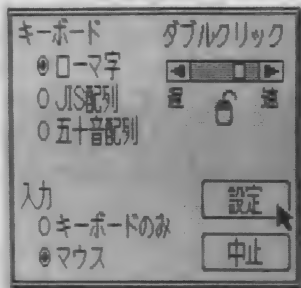 キーボード
ローマ字
JIS配列
五十音配列
ダブルクリック
遅 速
入力
キーボードのみ
マウス
設定
中止